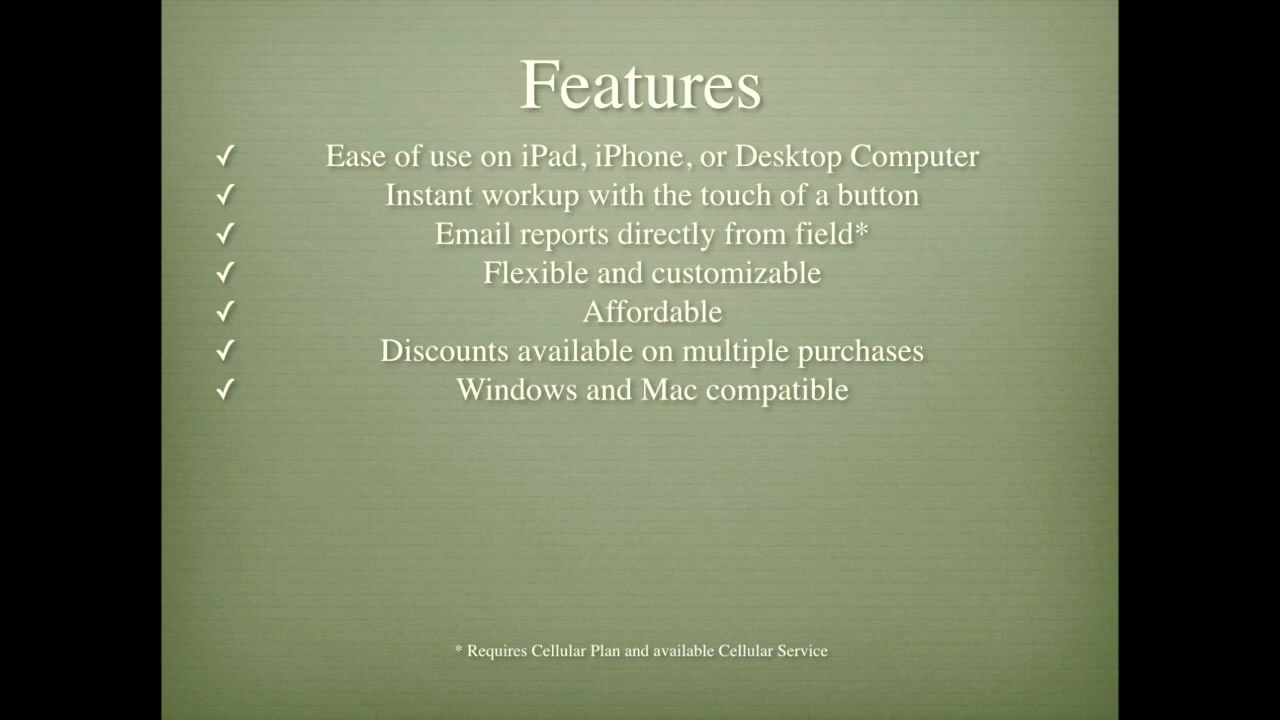 Features
✓ Ease of use on iPad, iPhone, or Desktop Computer
✓ Instant workup with the touch of a button
✓ Email reports directly from field*
✓ Flexible and customizable
✓ Affordable
✓ Discounts available on multiple purchases
✓ Windows and Mac compatible
* Requires Cellular Plan and available Cellular Service